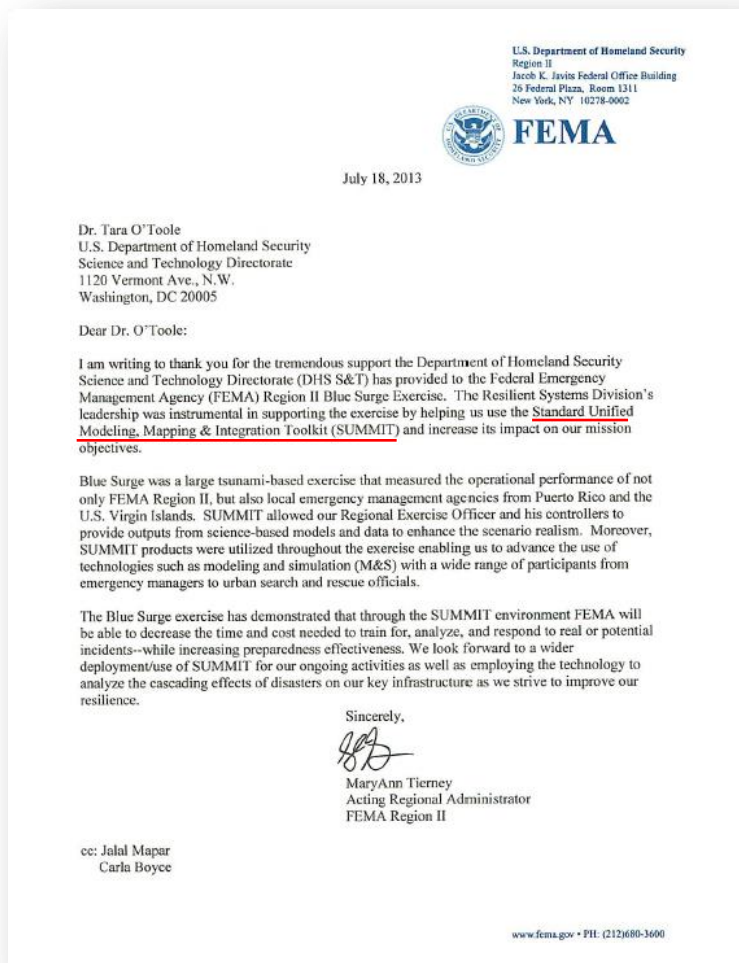 U.S. Department of Homeland Security
Region II
Jacob K. Javits Federal Office Building
26 Federal Plaza, Room 1311
New York, NY 10278-0002
FEMA
July 18, 2013
Dr. Tara O'Toole
U.S. Department of Homeland Security
Science and Technology Directorate
1120 Vermont Ave., N.W.
Washington, DC 20005
Dear Dr. O'Toole:
I am writing to thank you for the tremendous support the Department of Homeland Security
Science and Technology Directorate (DHS S&T) has provided to the Federal Emergency
Management Agency (FEMA) Region II Blue Surge Exercise. The Resilient Systems Division's
leadership was instrumental in supporting the exercise by helping us use the Standard Unified
Modeling, Mapping & Integration Toolkit (SUMMIT) and increase its impact on our mission
objectives.
Blue Surge was a large tsunami-based exercise that measured the operational performance of not
only FEMA Region II, but also local emergency management agencies from Puerto Rico and the
U.S. Virgin Islands. SUMMIT allowed our Regional Exercise Officer and his controllers to
provide outputs from science-based models and data to enhance the scenario realism. Moreover,
SUMMIT products were utilized throughout the exercise enabling us to advance the use of
technologies such as modeling and simulation (M&S) with a wide range of participants from
emergency managers to urban search and rescue officials.
The Blue Surge exercise has demonstrated that through the SUMMIT environment FEMA will
be able to decrease the time and cost needed to train for, analyze, and respond to real or potential
incidents--while increasing preparedness effectiveness. We look forward to a wider
deployment/use of SUMMIT for our ongoing activities as well as employing the technology to
analyze the cascading effects of disasters on our key infrastructure as we strive to improve our
resilience.
Sincerely,
MaryAnn Tierney
Acting Regional Administrator
FEMA Region II
cc: Jalal Mapar
Carla Boyce
www.fema.gov • PH: (212)680-3600